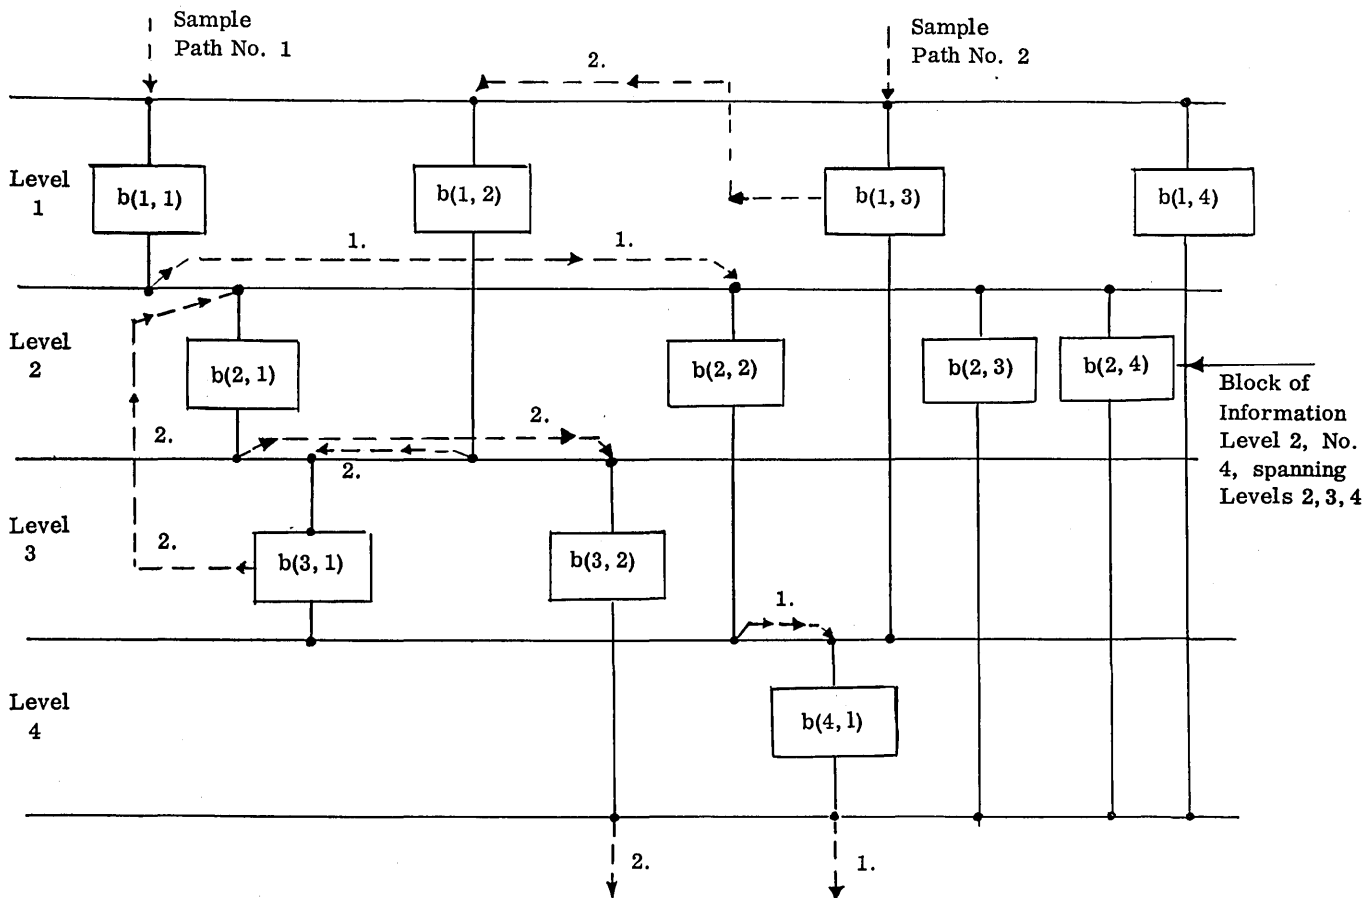 Sample
Path No. 1
Sample
Path No. 2
2.
Level
1
b(1, 1)
b(1, 2)
b(1, 3)
b(1, 4)
1.
1.
Level
2
b(2, 1)
b(2, 2)
b(2, 3)
b(2, 4)
Block of
Information
Level 2, No.
4, spanning
Levels 2, 3, 4
2.
2.
2.
Level
3
2.
b(3, 1)
b(3, 2)
1.
Level
4
b(4, 1)
2.
1.